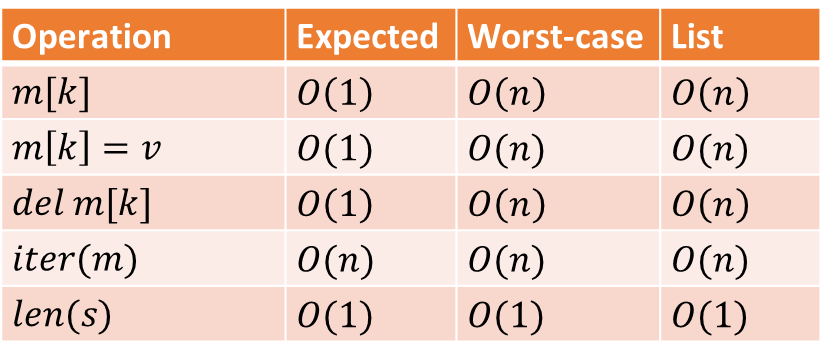 Operation Expected Worst-case List
m[k] O(1) O(n) O(n)
m[k] = v O(1) O(n) O(n)
del m[k] O(1) O(n) O(n)
iter(m) O(n) O(n) O(n)
len(s) O(1) O(1) O(1)